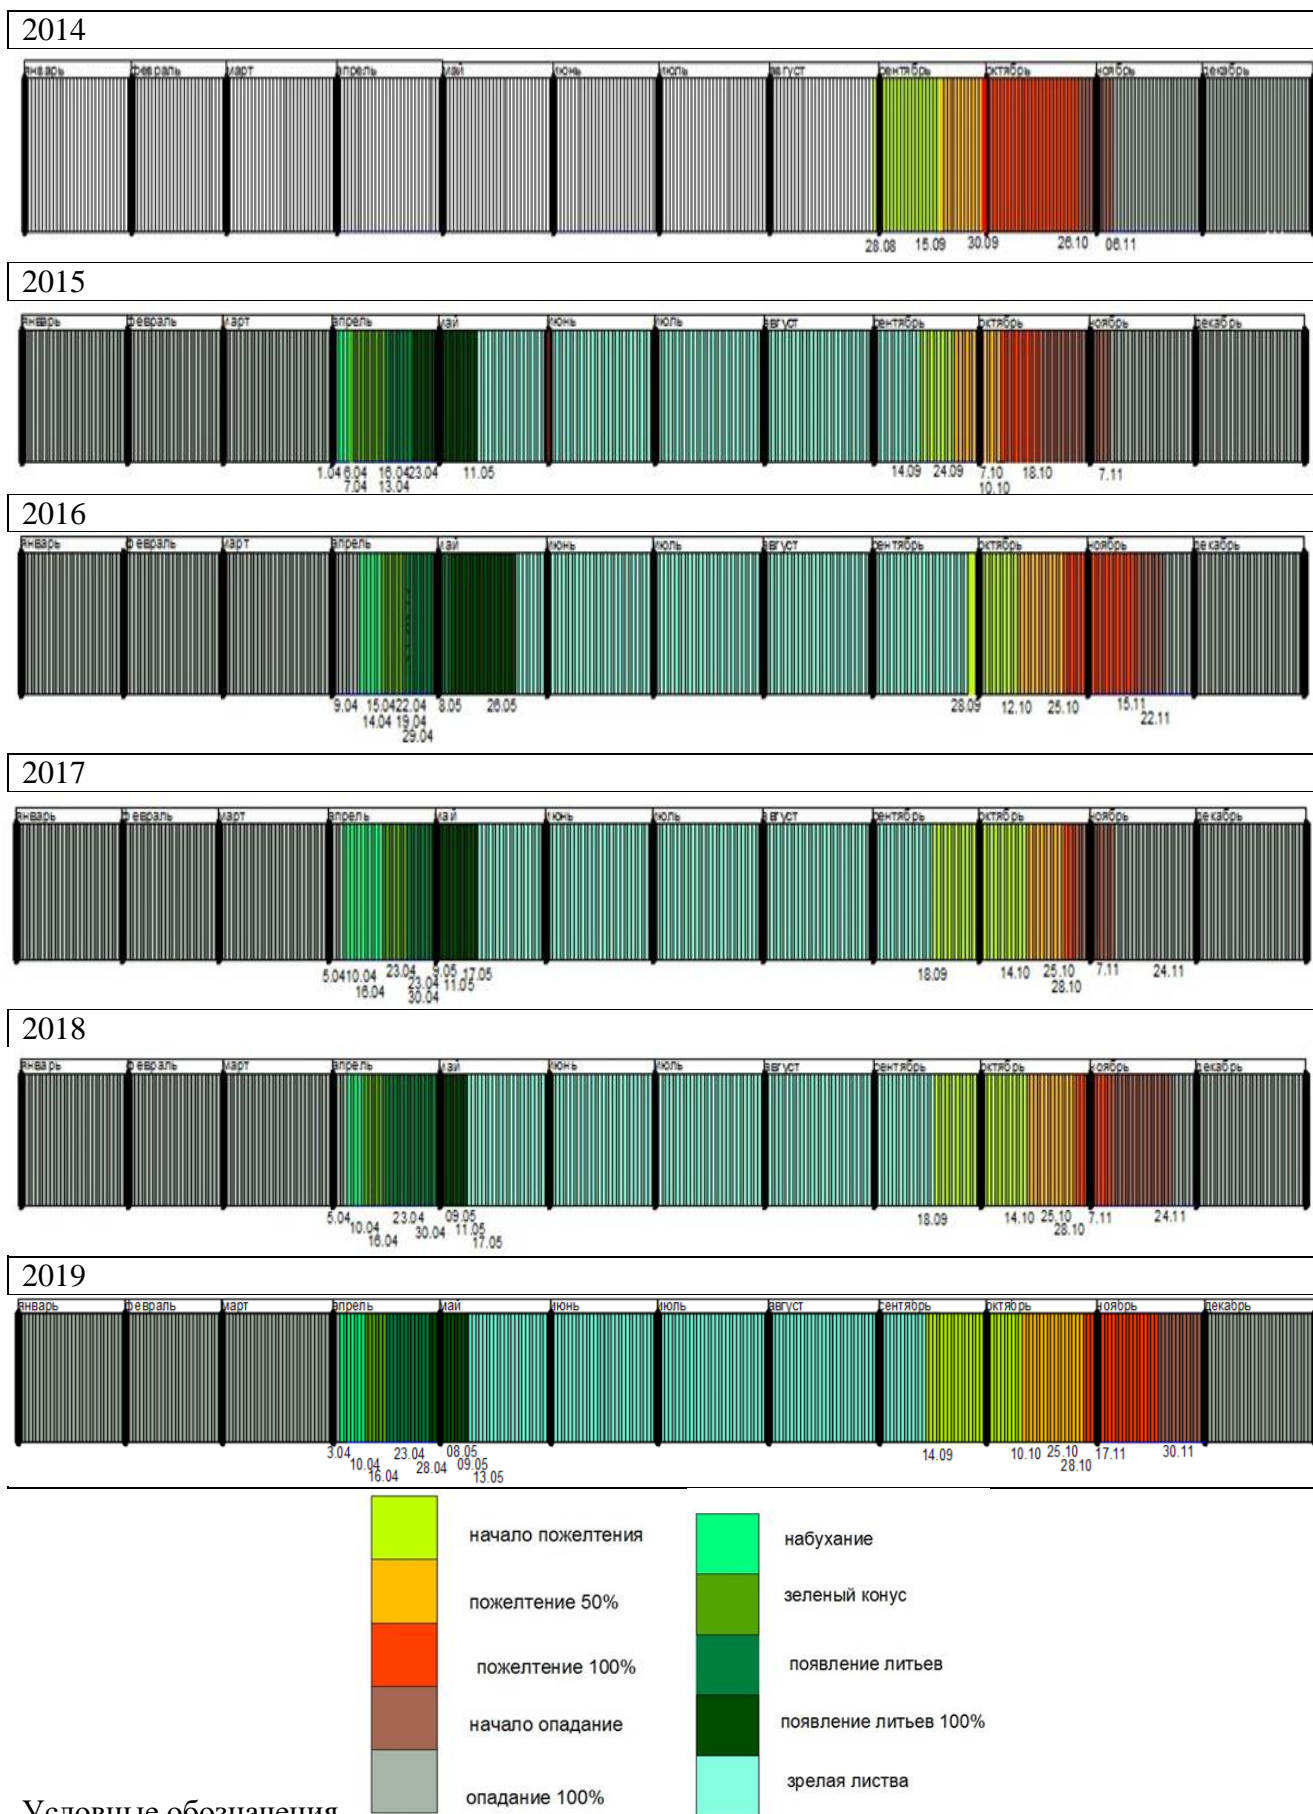 2014
январь февраль март апрель май июнь июль август сентябрь октябрь ноябрь декабрь
28.08 15.09 30.09 26.10 06.11
2015
январь февраль март апрель май июнь июль август сентябрь октябрь ноябрь декабрь
1.04 6.04 16.04 23.04 11.05 14.09 24.09 7.10 18.10 7.11
7.04 13.04 10.10
2016
январь февраль март апрель май июнь июль август сентябрь октябрь ноябрь декабрь
9.04 15.04 22.04 8.05 26.05 28.09 12.10 25.10 15.11
14.04 19.04 22.11
29.04
2017
январь февраль март апрель май июнь июль август сентябрь октябрь ноябрь декабрь
5.04 10.04 23.04 9.05 17.05 18.09 14.10 25.10 7.11 24.11
16.04 23.04 11.05 28.10
30.04
2018
январь февраль март апрель май июнь июль август сентябрь октябрь ноябрь декабрь
5.04 23.04 09.05 18.09 14.10 25.10 7.11 24.11
10.04 30.04 11.05 28.10
16.04 17.05
2019
январь февраль март апрель май июнь июль август сентябрь октябрь ноябрь декабрь
3.04 23.04 08.05 14.09 10.10 25.10 17.11 30.11
10.04 28.04 09.05 28.10
16.04 13.05
начало пожелтения
набухание
пожелтение 50%
зеленый конус
пожелтение 100%
появление литьев
начало опадание
появление литьев 100%
опадание 100%
зрелая листва
Условные обозначения